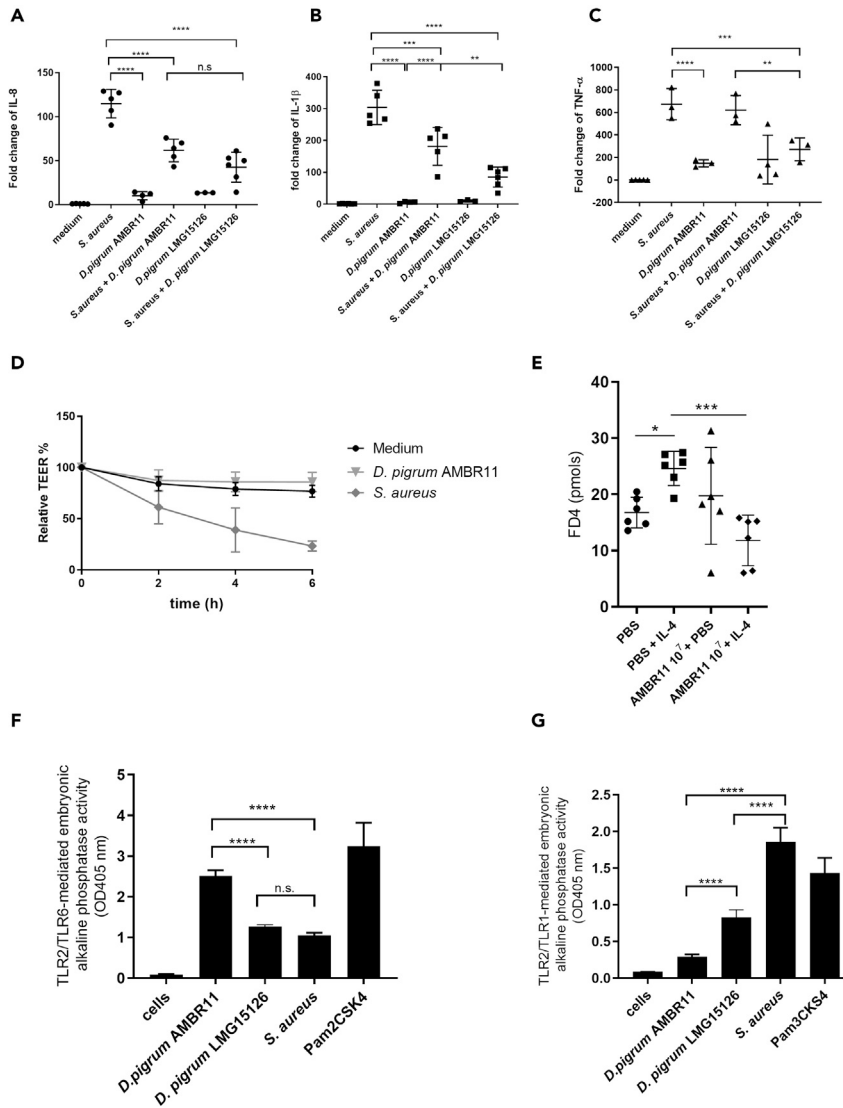 A
****
****
****
n.s
Fold change of IL-8
150
100
50
0
medium
S. aureus
D.pigrum AMBR11
S.aureus + D. pigrum AMBR11
D.pigrum LMG15126
S. aureus + D. pigrum LMG15126
B
****
***
****
****
**
fold change of IL-1β
400
300
200
100
0
medium
S. aureus
D.pigrum AMBR11
S.aureus + D. pigrum AMBR11
D.pigrum LMG15126
S. aureus + D. pigrum LMG15126
C
***
****
**
Fold change of TNF-α
1000
800
600
400
200
0
-200
medium
S. aureus
D.pigrum AMBR11
S.aureus + D. pigrum AMBR11
D.pigrum LMG15126
S. aureus + D. pigrum LMG15126
D
Relative TEER %
150
100
50
0
0
2
4
6
time (h)
Medium
D. pigrum AMBR11
S. aureus
E
*
***
FD4 (pmols)
40
30
20
10
0
PBS
PBS + IL-4
AMBR11 10⁷+ PBS
AMBR11 10⁷ + IL-4
F
TLR2/TLR6-mediated embryonic
alkaline phosphatase activity
(OD405 nm)
5
4
3
2
1
0
****
****
n.s.
cells
D.pigrum AMBR11
D. pigrum LMG15126
S. aureus
Pam2CSK4
G
TLR2/TLR1-mediated embryonic
alkaline phosphatase activity
(OD405 nm)
2.5
2.0
1.5
1.0
0.5
0.0
****
****
****
cells
D.pigrum AMBR11
D. pigrum LMG15126
S. aureus
Pam3CKS4